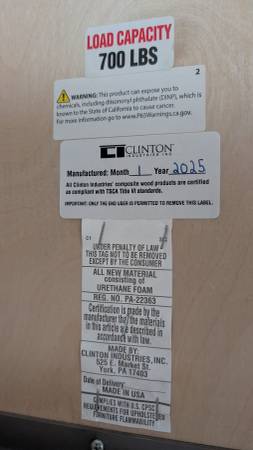 LOAD CAPACITY
700 LBS
2
WARNING: This product can expose you to
chemicals, including diisononyl phthalate (DINP), which is
known to the State of California to cause cancer.
For more information go to www.P65Warnings.ca.gov.
CLINTON
INDUSTRIES INC
Manufactured: Month 1 Year 2025
All Clinton Industries' composite wood products are certified
as compliant with TSCA Title VI standards.
IMPORTANT: ONLY THE END USER IS PERMITTED TO REMOVE THIS LABEL.
UNDER PENALTY OF LAW
THIS TAG NOT TO BE REMOVED
EXCEPT BY THE CONSUMER
ALL NEW MATERIAL
consisting of
URETHANE FOAM
REG. NO. PA-22363
Certification is made by the
manufacturer that the materials
in this article are described in
accordance with law.
MADE BY:
CLINTON INDUSTRIES, INC.
525 E. Market St.
York, PA 17403
Date of Delivery
MADE IN USA
COMPLIES WITH U.S. CPSC
REQUIREMENTS FOR UPHOLSTERED
FURNITURE FLAMMABILITY